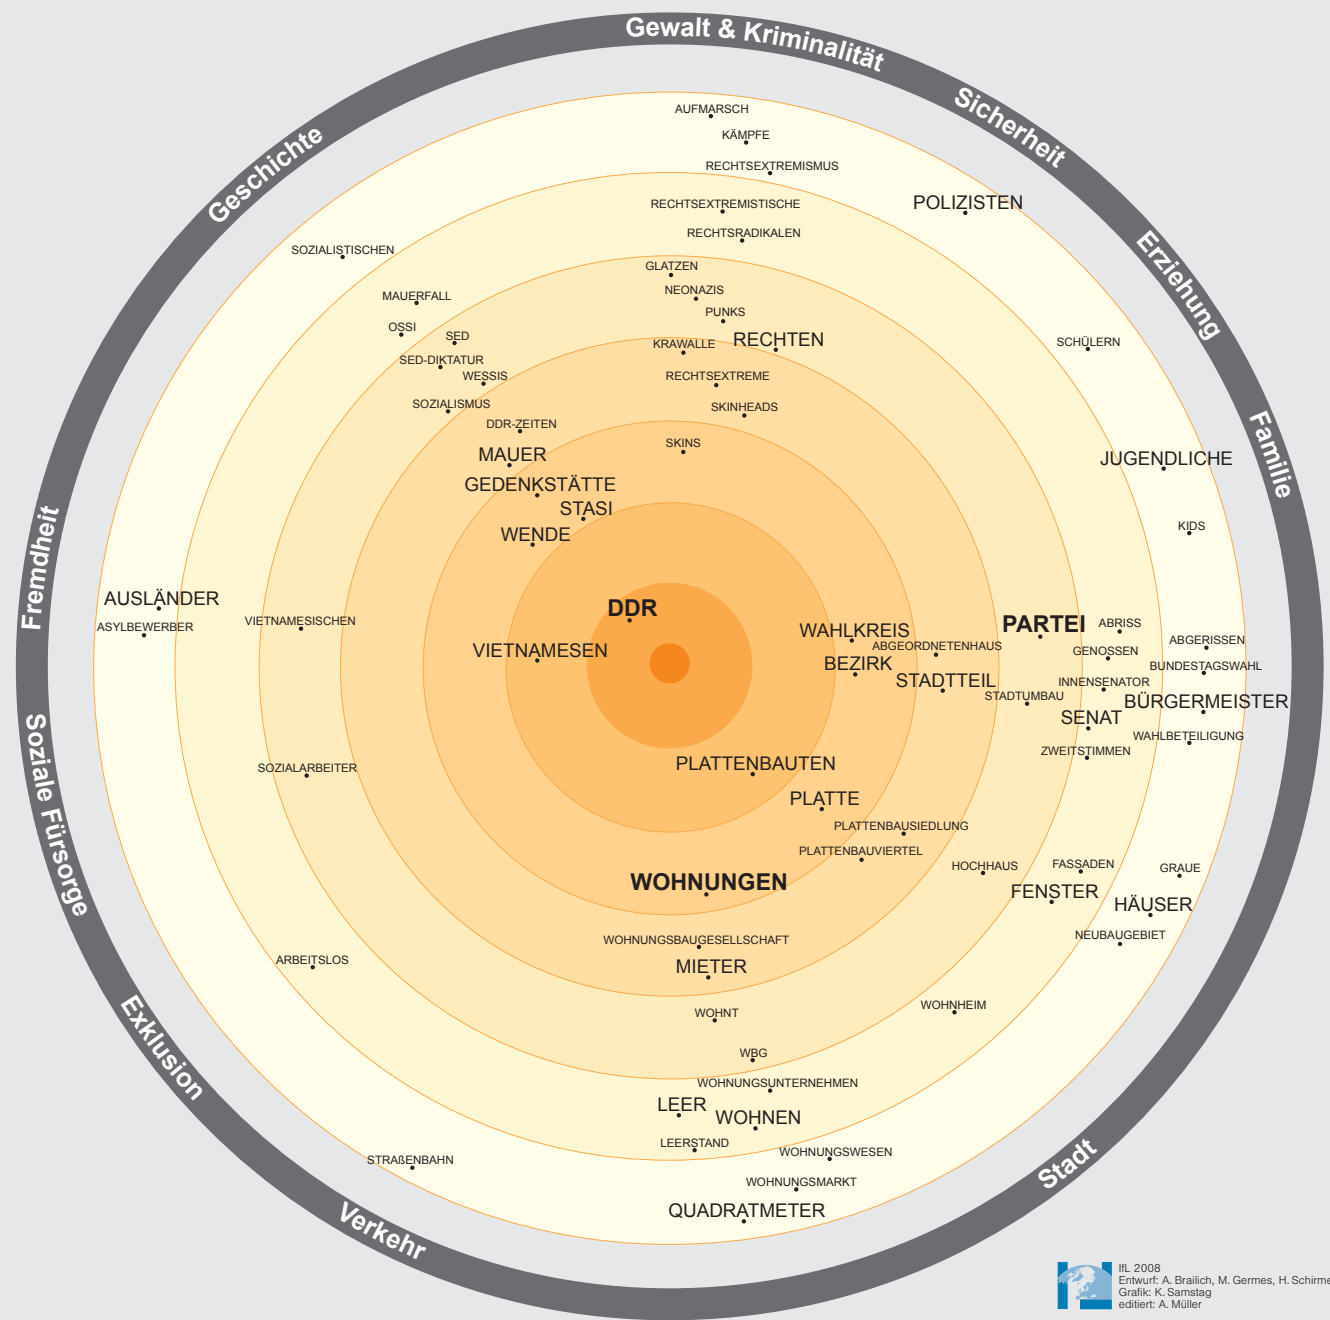 Gewalt & Kriminalität
Sicherheit
Erziehung
Familie
Stadt
Verkehr
Exklusion
Soziale Fürsorge
Fremdheit
Geschichte
AUFMARSCH
KÄMPFE
RECHTSEXTREMISMUS
POLIZISTEN
RECHTSEXTREMISTISCHE
RECHTSRADIKALEN
SOZIALISTISCHEN
GLATZEN
NEONAZIS
MAUERFALL
PUNKS
OSSI
SED
RECHTEN
KRAWALLE
SCHÜLERN
SED-DIKTATUR
WESSIS
RECHTSEXTREME
SOZIALISMUS
SKINHEADS
DDR-ZEITEN
SKINS
MAUER
JUGENDLICHE
GEDENKSTÄTTE
STASI
KIDS
WENDE
AUSLÄNDER
DDR
ASYLBEWERBER
VIETNAMESISCHEN
PARTEI
ABRISS
WAHLKREIS
ABGEORDNETENHAUS
ABGERISSEN
VIETNAMESEN
GENOSSEN
BEZIRK
BUNDESTAGSWAHL
STADTTEIL
INNENSENATOR
STADTUMBAU
BÜRGERMEISTER
SENAT
WAHLBETEILIGUNG
ZWEITSTIMMEN
PLATTENBAUTEN
SOZIALARBEITER
PLATTE
PLATTENBAUSIEDLUNG
PLATTENBAUVIERTEL
HOCHHAUS
FASSADEN
GRAUE
WOHNUNGEN
FENSTER
HÄUSER
NEUBAUGEBIET
WOHNUNGSBAUGESELLSCHAFT
ARBEITSLOS
MIETER
WOHNT
WOHNHEIM
WBG
WOHNUNGSUNTERNEHMEN
LEER
WOHNEN
LEERSTAND
WOHNUNGSWESEN
STRAßENBAHN
WOHNUNGSMARKT
QUADRATMETER
IfL 2008
Entwurf: A. Brailich, M. Germes, H. Schirme
Grafik: K. Samstag
editiert: A. Müller